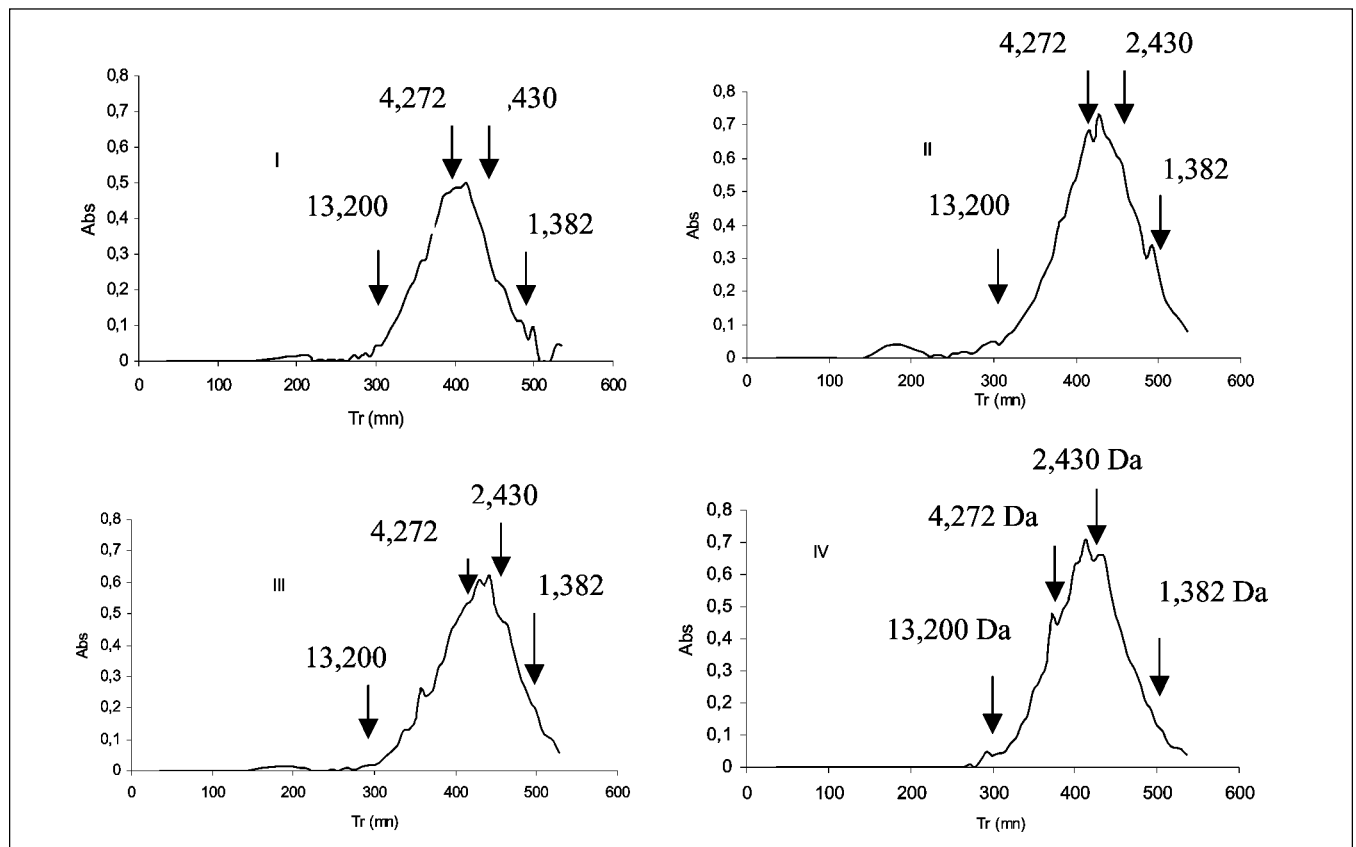 4,272 ,430
0,8
0,7
0,6
0,5
0,4
0,3
0,2
0,1
0
I
13,200
1,382
Abs
0 100 200 300 400 500 600
Tr (mn)
4,272 2,430
0,8
0,7
0,6
0,5
0,4
0,3
0,2
0,1
0
II
1,382
13,200
Abs
0 100 200 300 400 500 600
Tr (mn)
2,430
4,272
0,8
0,7
0,6
0,5
0,4
0,3
0,2
0,1
0
III
1,382
13,200
Abs
0 100 200 300 400 500 600
Tr (mn)
2,430 Da
4,272 Da
0,8
0,7
0,6
0,5
0,4
0,3
0,2
0,1
0
IV
1,382 Da
13,200 Da
Abs
0 100 200 300 400 500 600
Tr (mn)